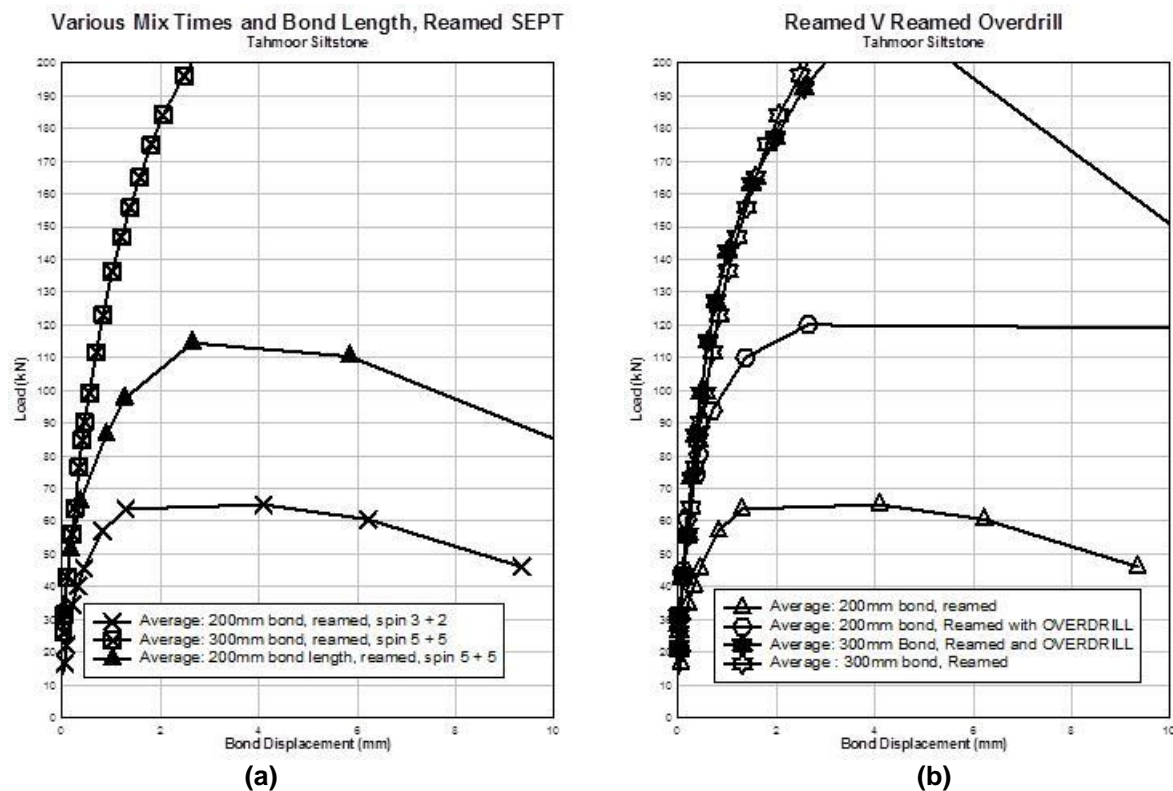 Various Mix Times and Bond Length, Reamed SEPT
Tahmoor Siltstone
Load (kN)
200
190
180
170
160
150
140
130
120
110
100
90
80
70
60
50
40
30
20
10
0
Average: 200mm bond, reamed, spin 3 + 2
Average: 300mm bond, reamed, spin 5 + 5
Average: 200mm bond length, reamed, spin 5 + 5
0 2 4 6 8 10
Bond Displacement (mm)
(a)
Reamed V Reamed Overdrill
Tahmoor Siltstone
Load (kN)
200
190
180
170
160
150
140
130
120
110
100
90
80
70
60
50
40
30
20
10
0
Average: 200mm bond, reamed
Average: 200mm bond, Reamed with OVERDRILL
Average: 300mm Bond, Reamed and OVERDRILL
Average : 300mm bond, Reamed
0 2 4 6 8 10
Bond Displacement (mm)
(b)